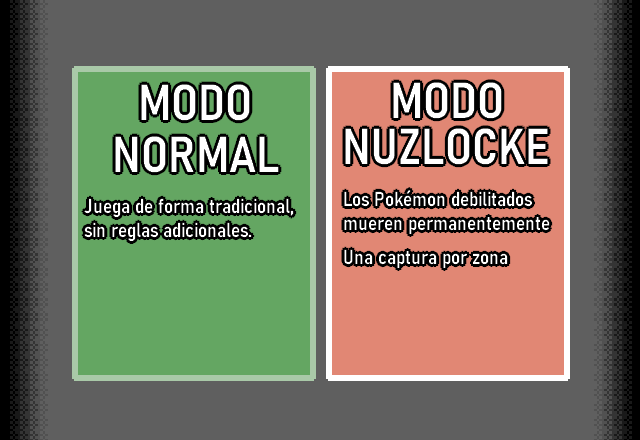 MODO
NORMAL
Juega de forma tradicional,
sin reglas adicionales.
MODO
NUZLOCKE
Los Pokémon debilitados
mueren permanentemente
Una captura por zona